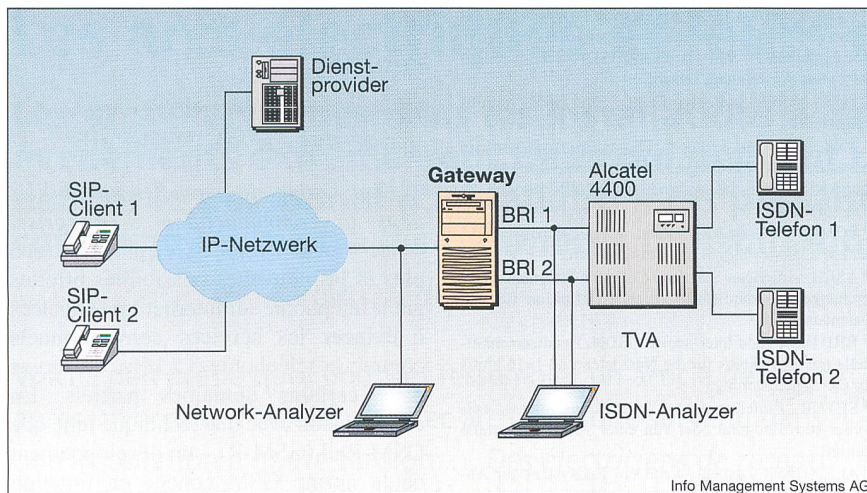 Dienst-
provider
SIP-
Client 1
IP-Netzwerk
SIP-
Client 2
Gateway
BRI 1
BRI 2
Alcatel
4400
TVA
ISDN-
Telefon 1
ISDN-
Telefon 2
Network-Analyzer
ISDN-Analyzer
Info Management Systems AG